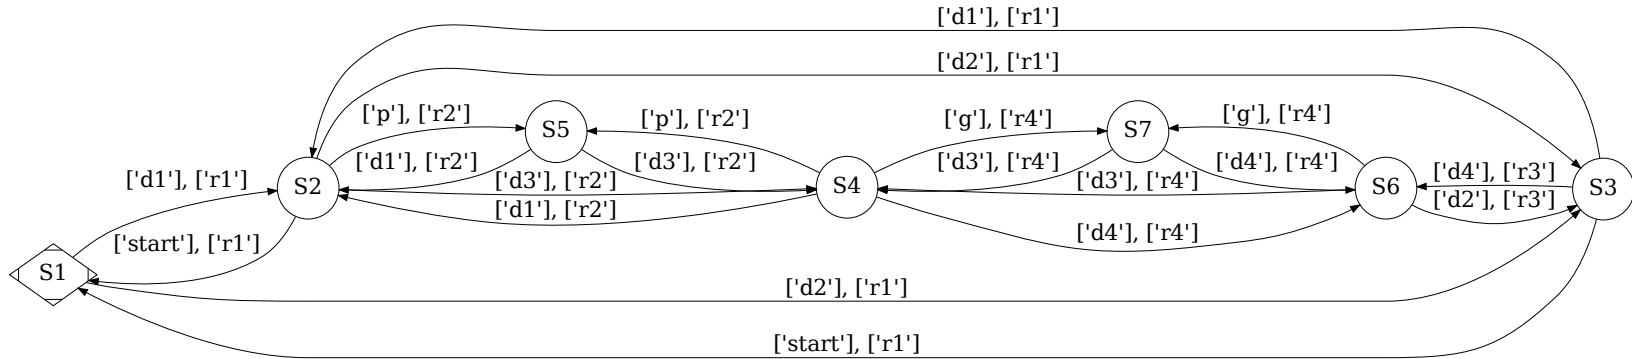 ['d1'], ['r1']
['d2'], ['r1']
['p'], ['r2']
S5
['p'], ['r2']
['g'], ['r4']
S7
['g'], ['r4']
['d1'], ['r1']
S2
['d1'], ['r2']
['d3'], ['r2']
['d3'], ['r2']
['d1'], ['r2']
S4
['d3'], ['r4']
['d4'], ['r4']
['d3'], ['r4']
S6
['d4'], ['r3']
['d2'], ['r3']
S3
['start'], ['r1']
['d4'], ['r4']
S1
['d2'], ['r1']
['start'], ['r1']